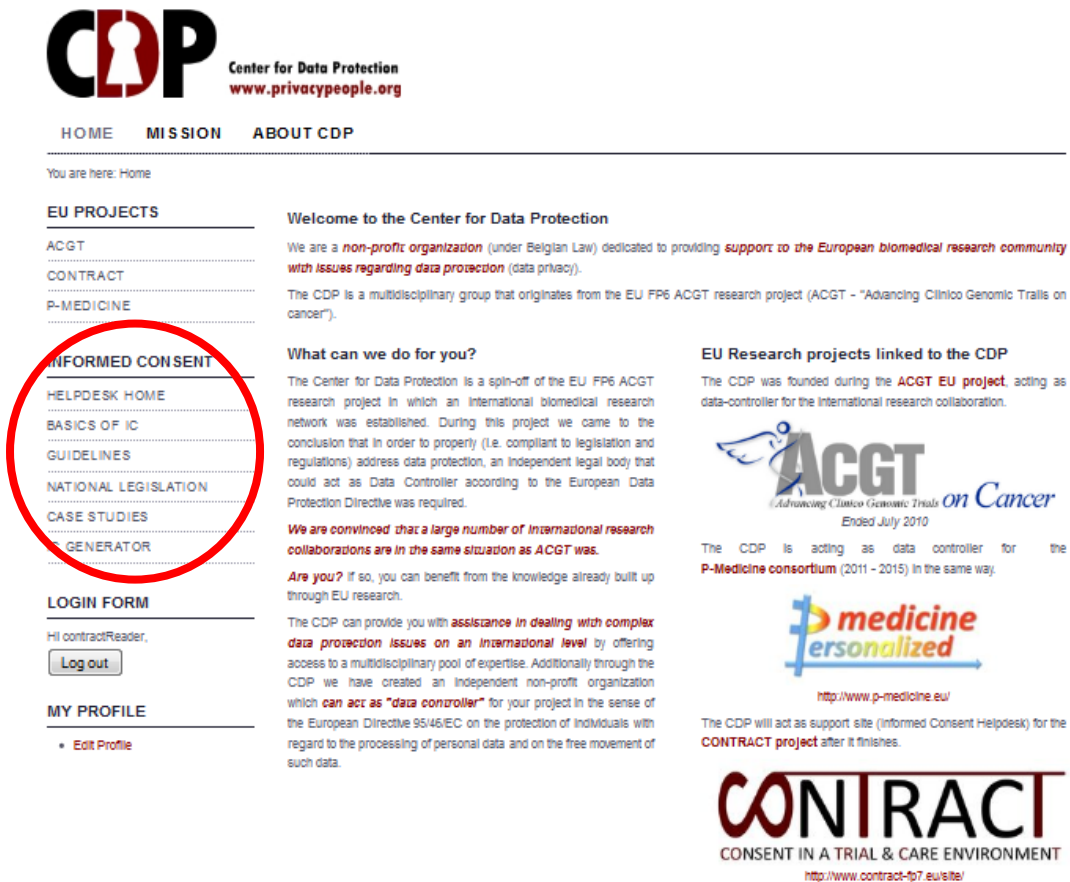 CDP
Center for Data Protection
www.privacypeople.org
HOME MISSION ABOUT CDP
You are here: Home
EU PROJECTS
ACGT
CONTRACT
P-MEDICINE
INFORMED CONSENT
HELPDESK HOME
BASICS OF IC
GUIDELINES
NATIONAL LEGISLATION
CASE STUDIES
IC GENERATOR
LOGIN FORM
Hi contractReader,
Log out
MY PROFILE
Edit Profile
Welcome to the Center for Data Protection
We are a non-profit organization (under Belgian Law) dedicated to providing support to the European biomedical research community
with issues regarding data protection (data privacy).
The CDP is a multidisciplinary group that originates from the EU FP6 ACGT research project (ACGT - "Advancing Clinico Genomic Trails on
cancer").
What can we do for you?
The Center for Data Protection is a spin-off of the EU FP6 ACGT
research project in which an international biomedical research
network was established. During this project we came to the
conclusion that in order to properly (i.e. compliant to legislation and
regulations) address data protection, an independent legal body that
could act as Data Controller according to the European Data
Protection Directive was required.
We are convinced that a large number of international research
collaborations are in the same situation as ACGT was.
Are you? If so, you can benefit from the knowledge already built up
through EU research.
The CDP can provide you with assistance in dealing with complex
data protection issues on an international level by offering
access to a multidisciplinary pool of expertise. Additionally through the
CDP we have created an independent non-profit organization
which can act as "data controller" for your project in the sense of
the European Directive 95/46/EC on the protection of individuals with
regard to the processing of personal data and on the free movement of
such data.
EU Research projects linked to the CDP
The CDP was founded during the ACGT EU project, acting as
data-controller for the international research collaboration.
ACGT
Advancing Clinico Genomic Trials on Cancer
Ended July 2010
The CDP is acting as data controller for the
P-Medicine consortium (2011 - 2015) in the same way.
medicine
Personalized
http://www.p-medicine.eu/
The CDP will act as support site (Informed Consent Helpdesk) for the
CONTRACT project after it finishes.
CONTRACT
CONSENT IN A TRIAL & CARE ENVIRONMENT
http://www.contract-fp7.eu/site/